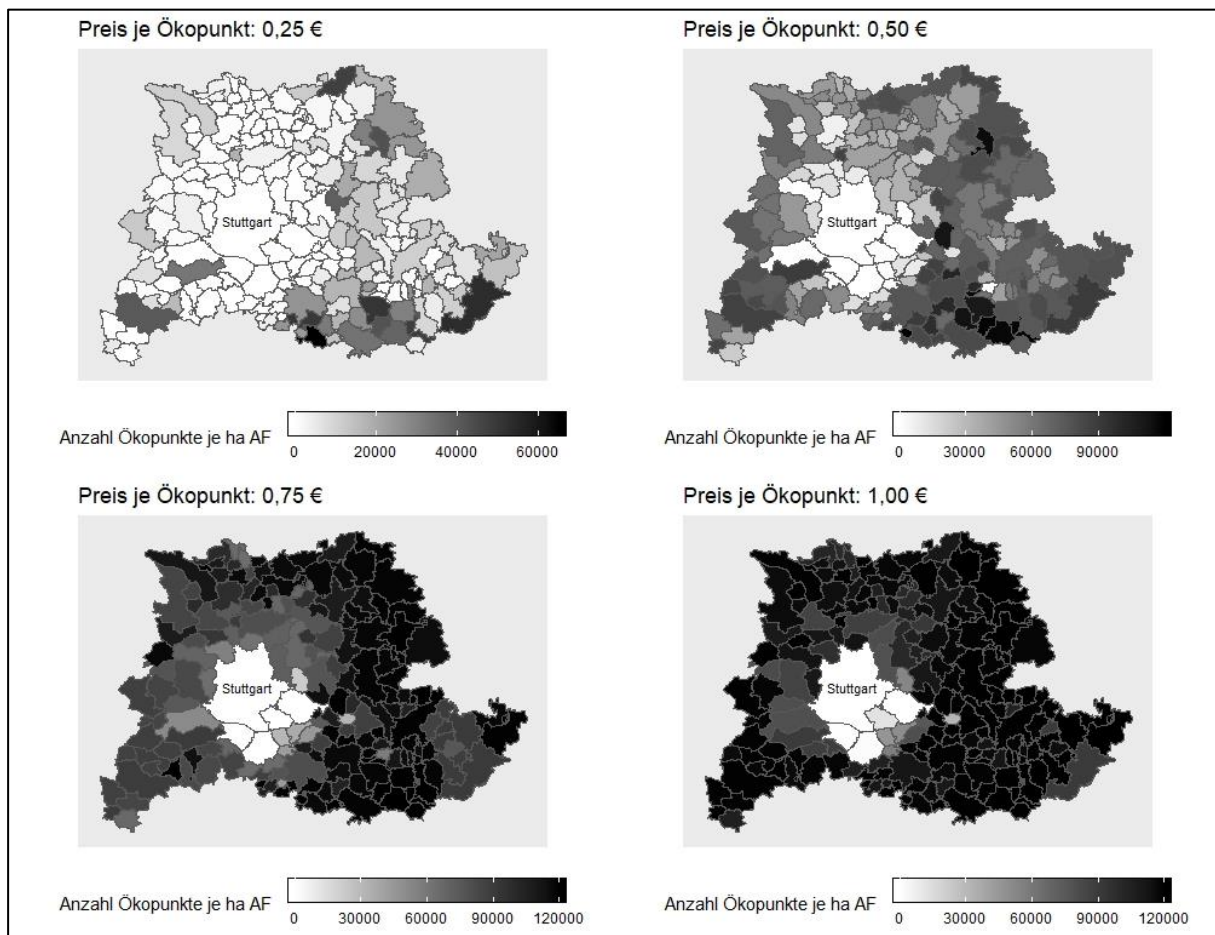 Preis je Ökopunkt: 0,25 €
Stuttgart
Anzahl Ökopunkte je ha AF
0 20000 40000 60000
Preis je Ökopunkt: 0,50 €
Stuttgart
Anzahl Ökopunkte je ha AF
0 30000 60000 90000
Preis je Ökopunkt: 0,75 €
Stuttgart
Anzahl Ökopunkte je ha AF
0 30000 60000 90000 120000
Preis je Ökopunkt: 1,00 €
Stuttgart
Anzahl Ökopunkte je ha AF
0 30000 60000 90000 120000